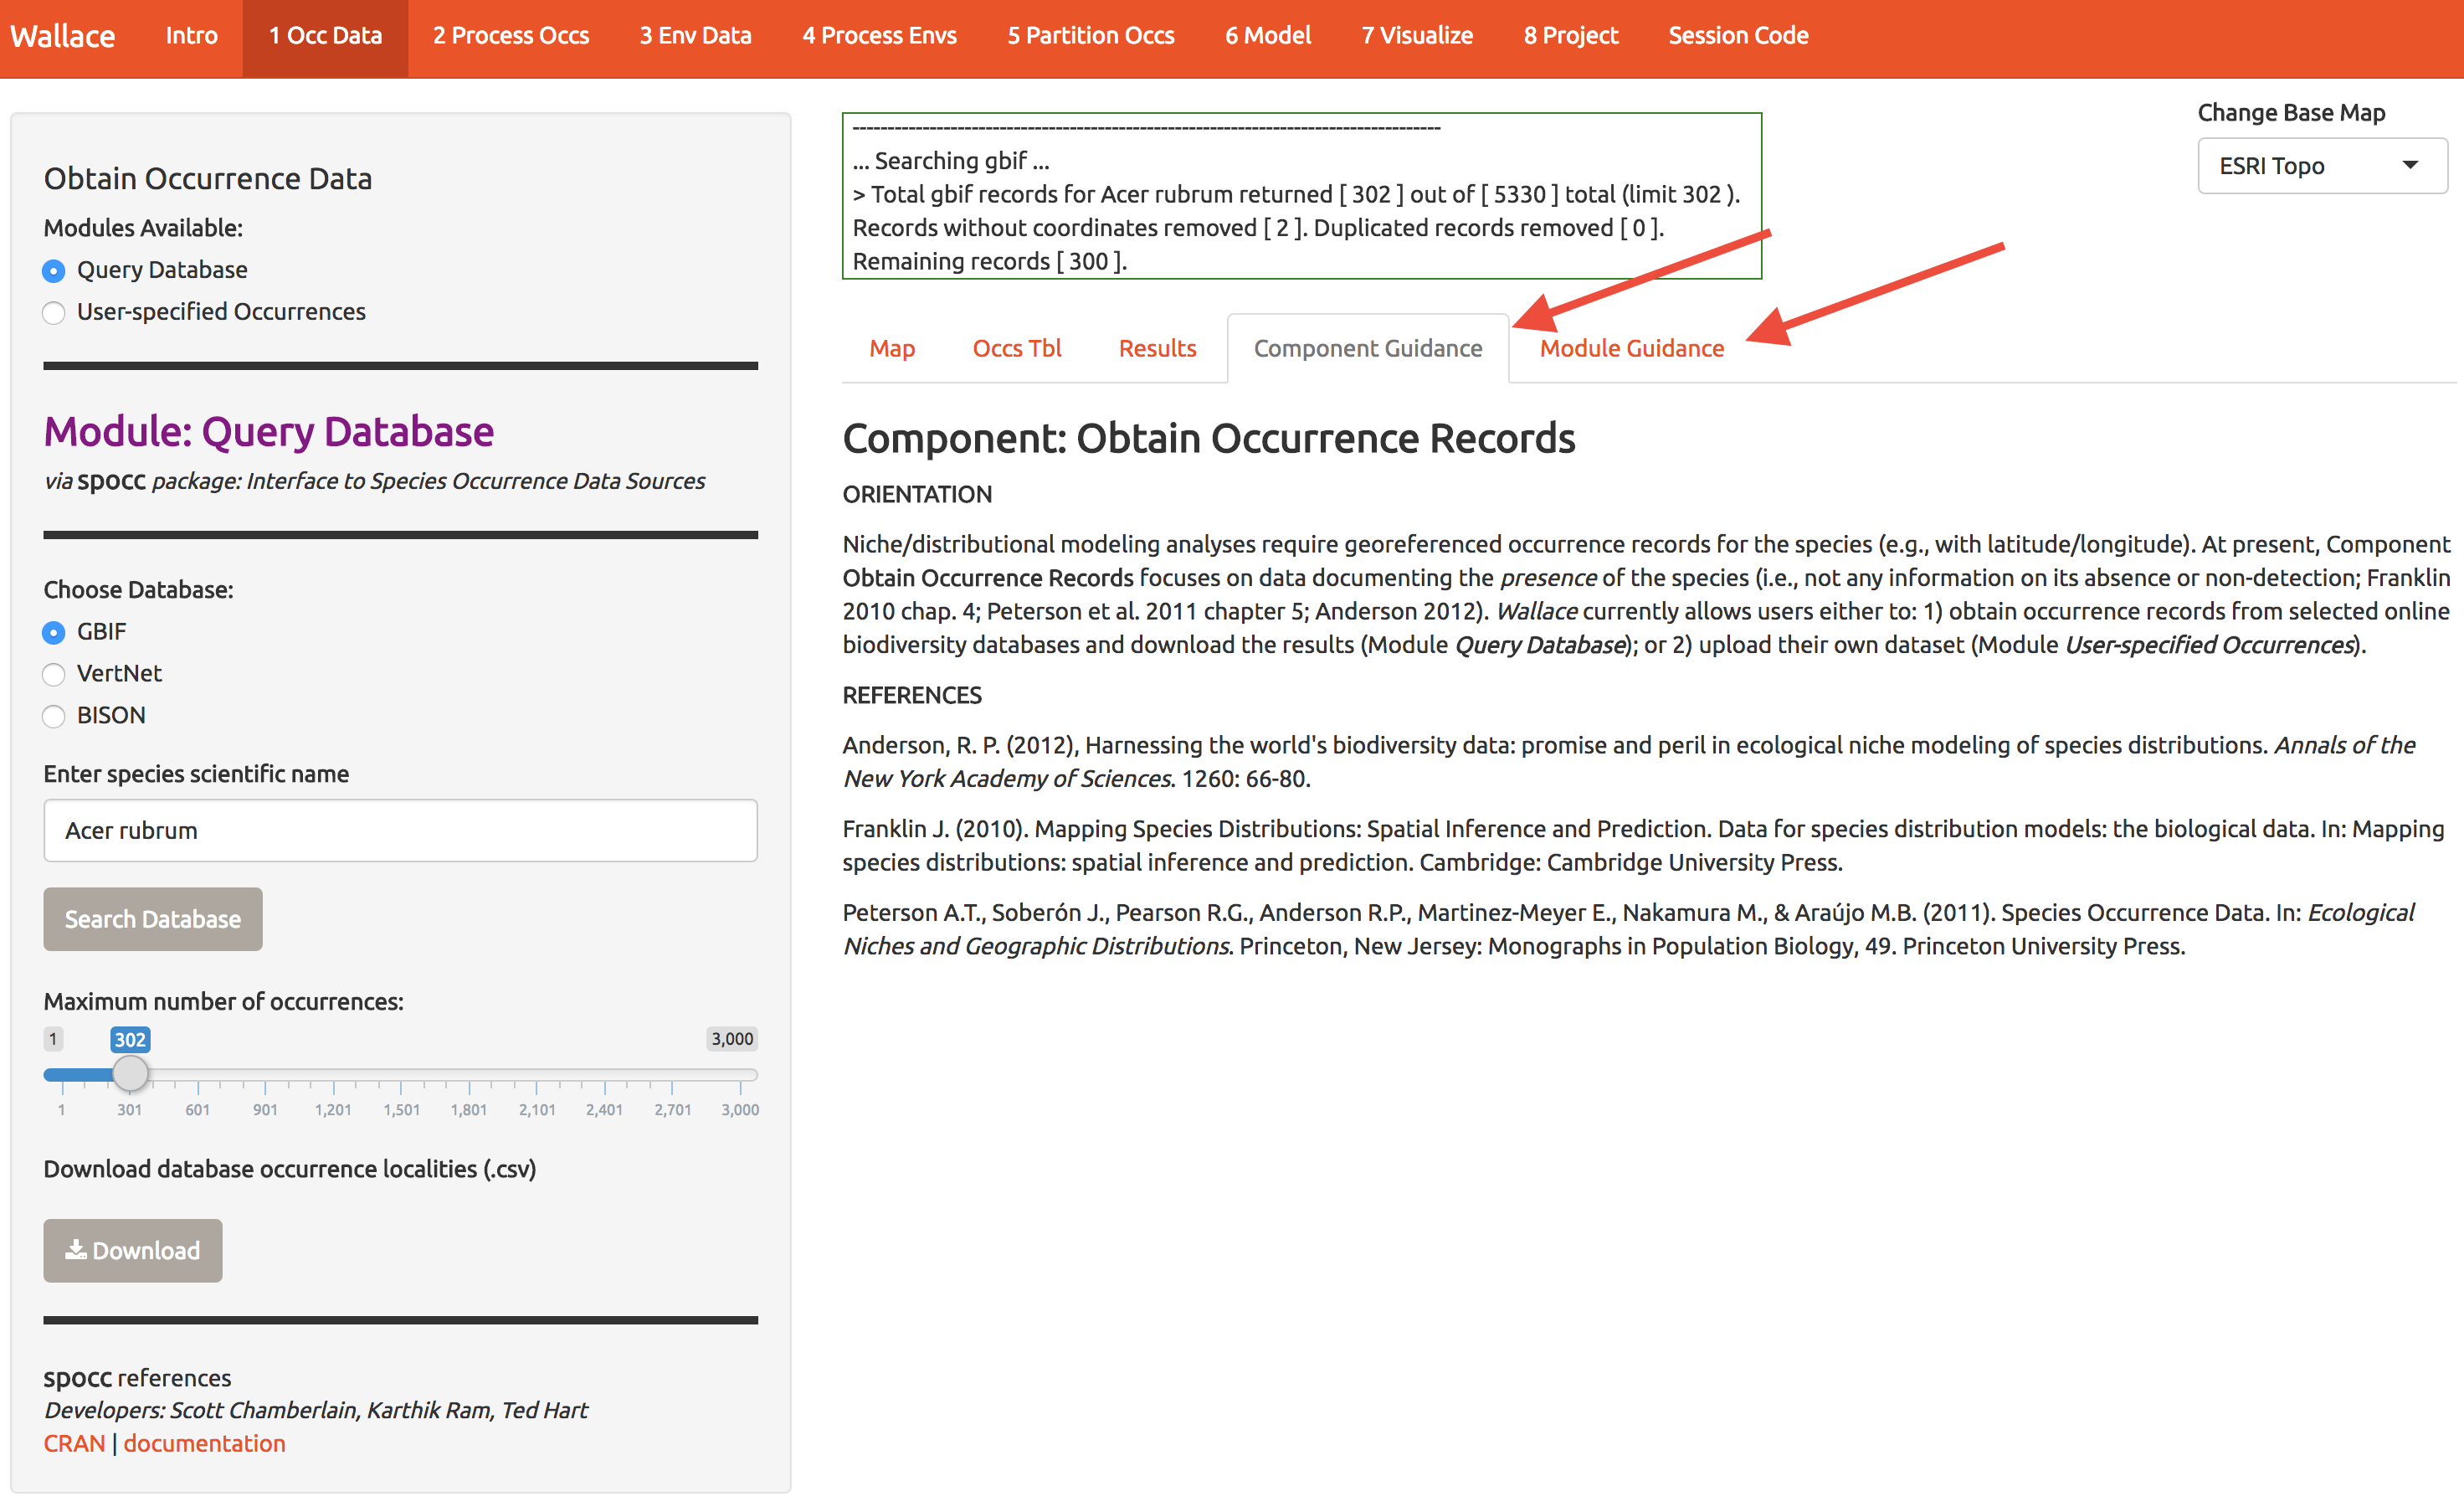 Wallace Intro 1 Occ Data 2 Process Occs 3 Env Data 4 Process Envs 5 Partition Occs 6 Model 7 Visualize 8 Project Session Code
Obtain Occurrence Data
Modules Available:
Query Database
User-specified Occurrences
Module: Query Database
via spocc package: Interface to Species Occurrence Data Sources
Choose Database:
GBIF
VertNet
BISON
Enter species scientific name
Acer rubrum
Search Database
Maximum number of occurrences:
1 302 3,000
1 301 601 901 1,201 1,501 1,801 2,101 2,401 2,701 3,000
Download database occurrence localities (.csv)
Download
spocc references
Developers: Scott Chamberlain, Karthik Ram, Ted Hart
CRAN | documentation
... Searching gbif ...
> Total gbif records for Acer rubrum returned [ 302 ] out of [ 5330 ] total (limit 302 ).
Records without coordinates removed [ 2 ]. Duplicated records removed [ 0 ].
Remaining records [ 300 ].
Change Base Map
ESRI Topo
Map Occs Tbl Results Component Guidance Module Guidance
Component: Obtain Occurrence Records
ORIENTATION
Niche/distributional modeling analyses require georeferenced occurrence records for the species (e.g., with latitude/longitude). At present, Component
Obtain Occurrence Records focuses on data documenting the presence of the species (i.e., not any information on its absence or non-detection; Franklin
2010 chap. 4; Peterson et al. 2011 chapter 5; Anderson 2012). Wallace currently allows users either to: 1) obtain occurrence records from selected online
biodiversity databases and download the results (Module Query Database); or 2) upload their own dataset (Module User-specified Occurrences).
REFERENCES
Anderson, R. P. (2012), Harnessing the world's biodiversity data: promise and peril in ecological niche modeling of species distributions. Annals of the
New York Academy of Sciences. 1260: 66-80.
Franklin J. (2010). Mapping Species Distributions: Spatial Inference and Prediction. Data for species distribution models: the biological data. In: Mapping
species distributions: spatial inference and prediction. Cambridge: Cambridge University Press.
Peterson A.T., Soberón J., Pearson R.G., Anderson R.P., Martinez-Meyer E., Nakamura M., & Araújo M.B. (2011). Species Occurrence Data. In: Ecological
Niches and Geographic Distributions. Princeton, New Jersey: Monographs in Population Biology, 49. Princeton University Press.